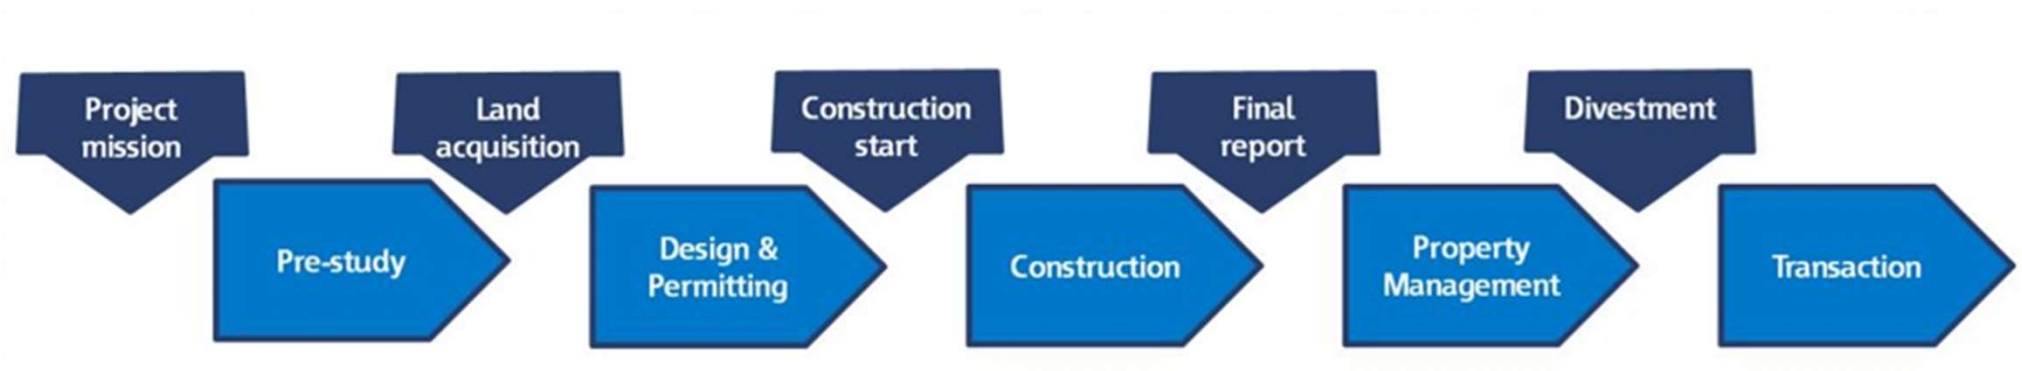 Project
mission
Land
acquisition
Construction
start
Final
report
Divestment
Pre-study
Design &
Permitting
Construction
Property
Management
Transaction